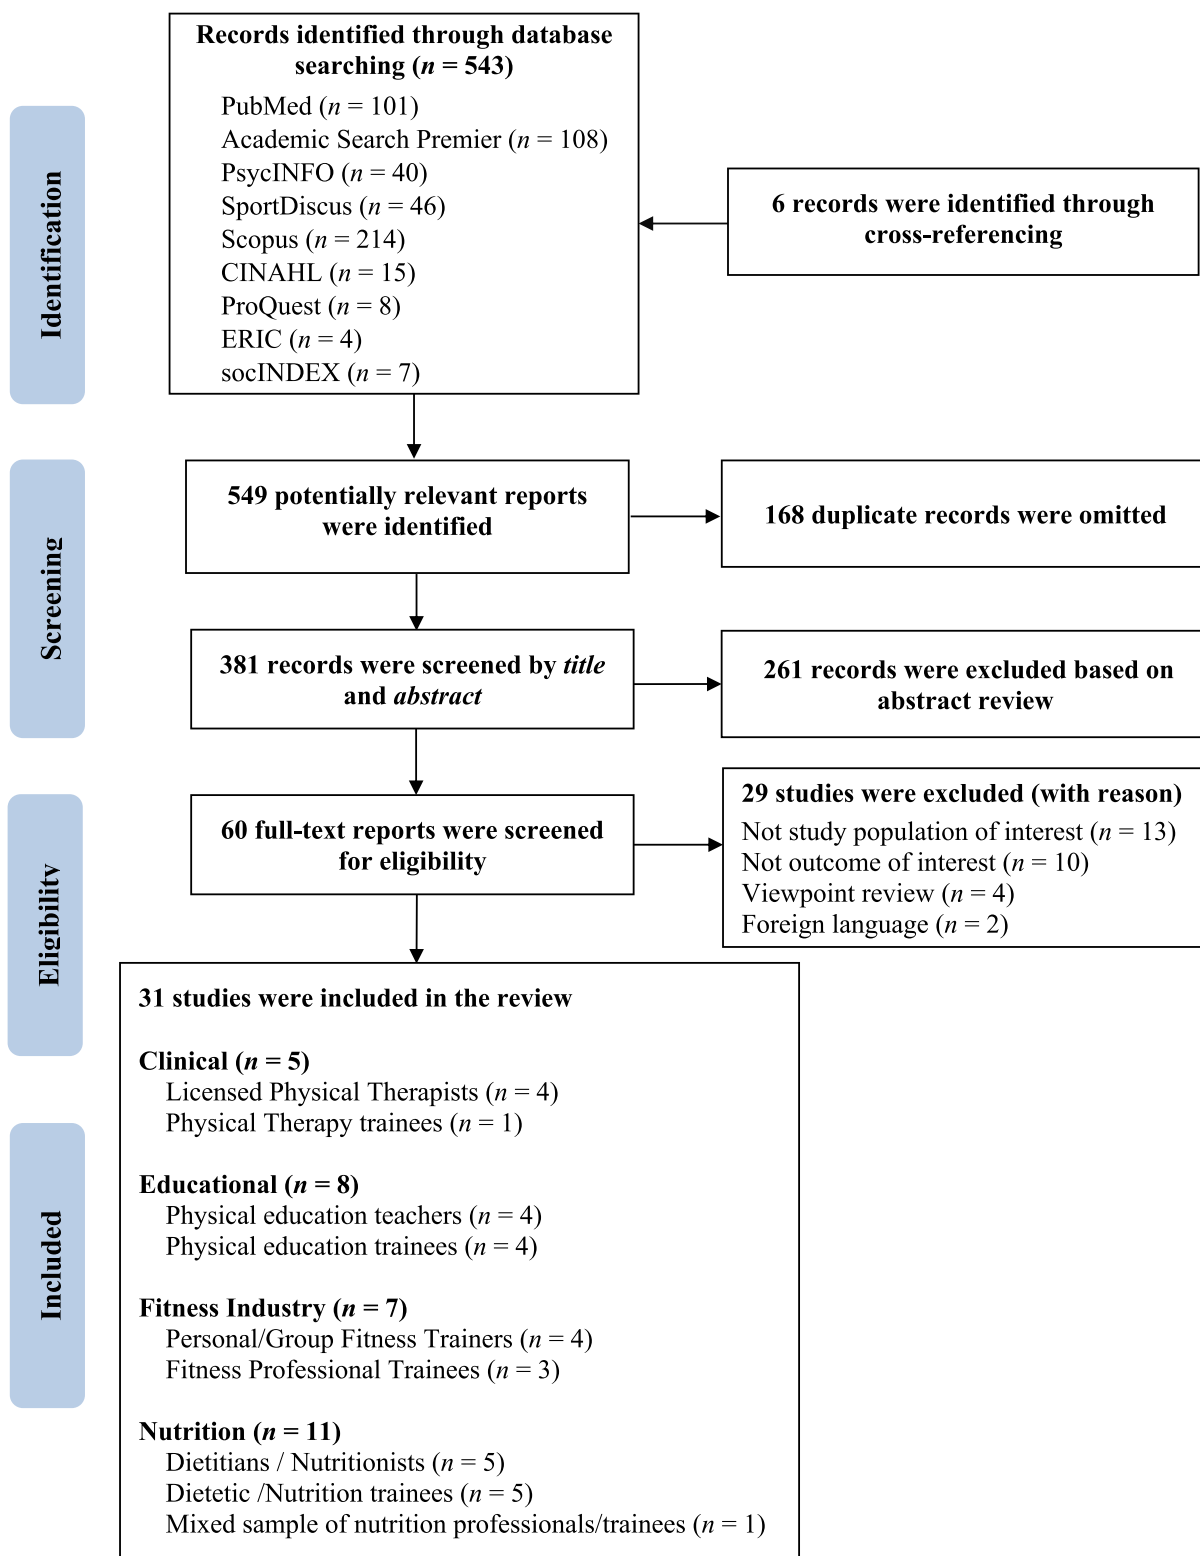 Records identified through database
searching (n = 543)
PubMed (n = 101)
Academic Search Premier (n = 108)
PsycINFO (n = 40)
SportDiscus (n = 46)
Scopus (n = 214)
CINAHL (n = 15)
ProQuest (n = 8)
ERIC (n = 4)
socINDEX (n = 7)
6 records were identified through
cross-referencing
Identification
549 potentially relevant reports
were identified
168 duplicate records were omitted
Screening
381 records were screened by title
and abstract
261 records were excluded based on
abstract review
60 full-text reports were screened
for eligibility
29 studies were excluded (with reason)
Not study population of interest (n = 13)
Not outcome of interest (n = 10)
Viewpoint review (n = 4)
Foreign language (n = 2)
Eligibility
31 studies were included in the review
Clinical (n = 5)
Licensed Physical Therapists (n = 4)
Physical Therapy trainees (n = 1)
Educational (n = 8)
Physical education teachers (n = 4)
Physical education trainees (n = 4)
Fitness Industry (n = 7)
Personal/Group Fitness Trainers (n = 4)
Fitness Professional Trainees (n = 3)
Nutrition (n = 11)
Dietitians / Nutritionists (n = 5)
Dietetic /Nutrition trainees (n = 5)
Mixed sample of nutrition professionals/trainees (n = 1)
Included